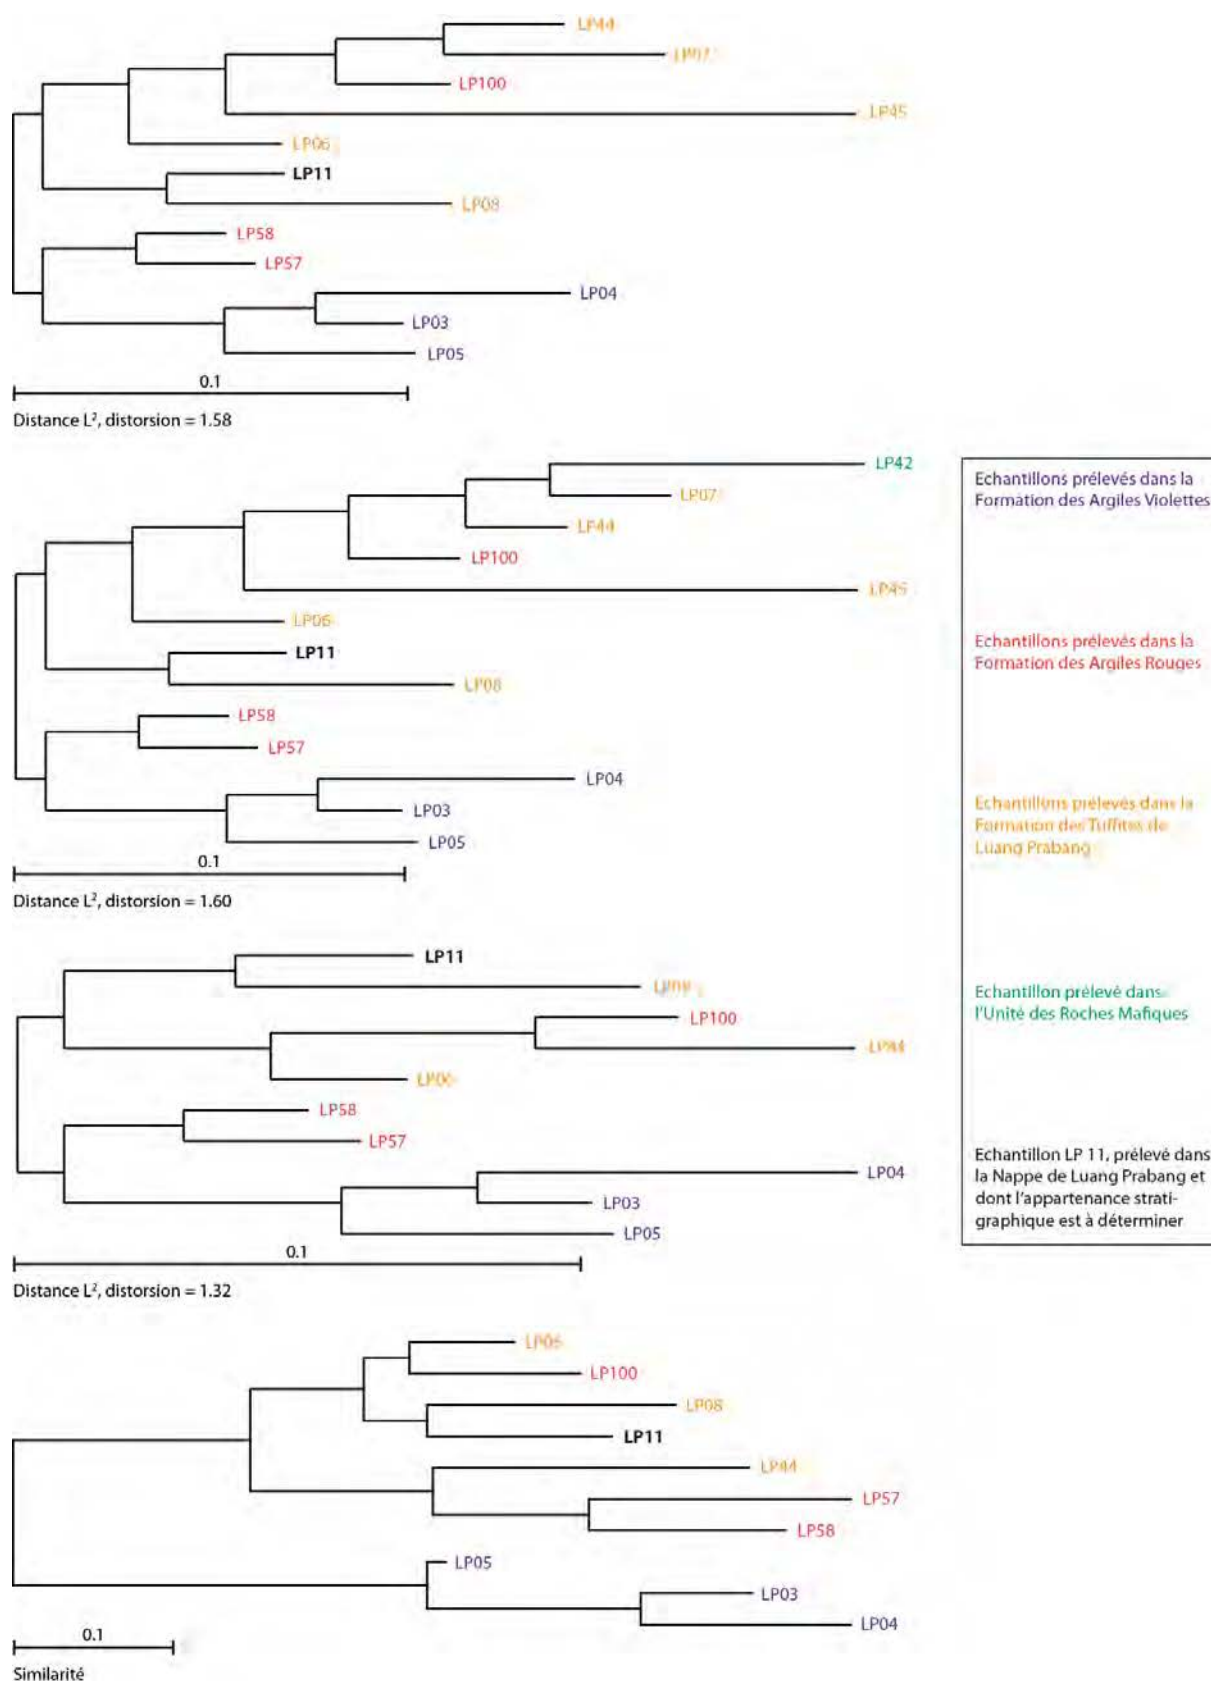 LP44
LP07
LP100
LP45
LP06
LP11
LP08
LP58
LP57
LP04
LP03
LP05
0.1
Distance L², distorsion = 1.58
LP42
LP07
LP44
LP100
LP45
LP06
LP11
LP08
LP58
LP57
LP04
LP03
LP05
0.1
Distance L², distorsion = 1.60
LP11
LP08
LP100
LP44
LP06
LP58
LP57
LP04
LP03
LP05
0.1
Distance L², distorsion = 1.32
LP06
LP100
LP08
LP11
LP44
LP57
LP58
LP05
LP03
LP04
0.1
Similarité
Echantillons prélevés dans la
Formation des Argiles Violettes
Echantillons prélevés dans la
Formation des Argiles Rouges
Echantillons prélevés dans la
Formation des Tuffites de
Luang Prabang
Echantillon prélevé dans
l'Unité des Roches Mafiques
Echantillon LP 11, prélevé dans
la Nappe de Luang Prabang et
dont l'appartenance strati-
graphique est à déterminer